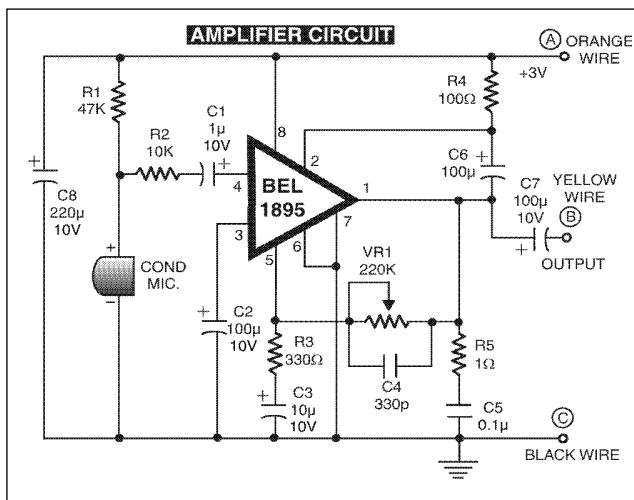 AMPLIFIER CIRCUIT
A
ORANGE
WIRE
+3V
R1
47K
R4
100Ω
C1
1µ
10V
R2
10K
8
2
+
C6
100µ
+
+
C8
220µ
10V
4
BEL
1895
1
7
C7
100µ
10V
YELLOW
WIRE
B
3
6
5
+
OUTPUT
+
COND
MIC.
–
VR1
220K
+
C2
100µ
10V
R3
330Ω
R5
1Ω
C4
330p
+
C3
10µ
10V
C5
0.1µ
C
BLACK WIRE